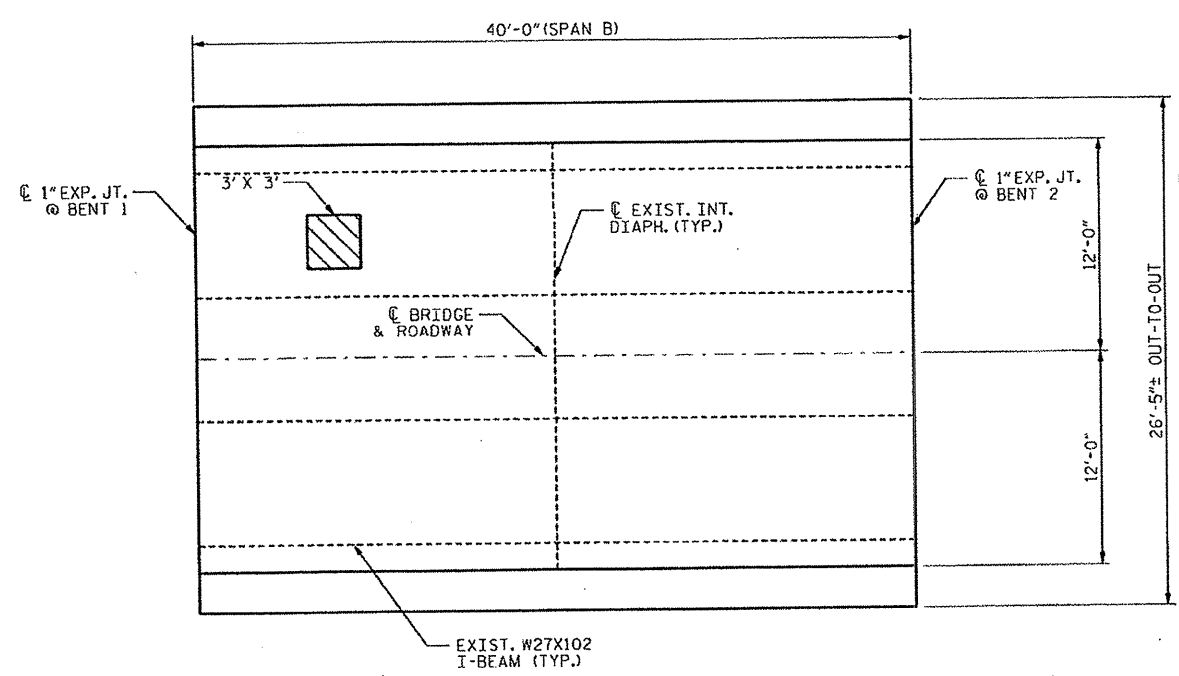 40'-0" (SPAN B)
℄ 1" EXP. JT.
@ BENT 1
3' X 3'
℄ EXIST. INT.
DIAPH. (TYP.)
℄ 1" EXP. JT.
@ BENT 2
℄ BRIDGE
& ROADWAY
12'-0"
12'-0"
26'-5"± OUT-TO-OUT
EXIST. W27X102
I-BEAM (TYP.)